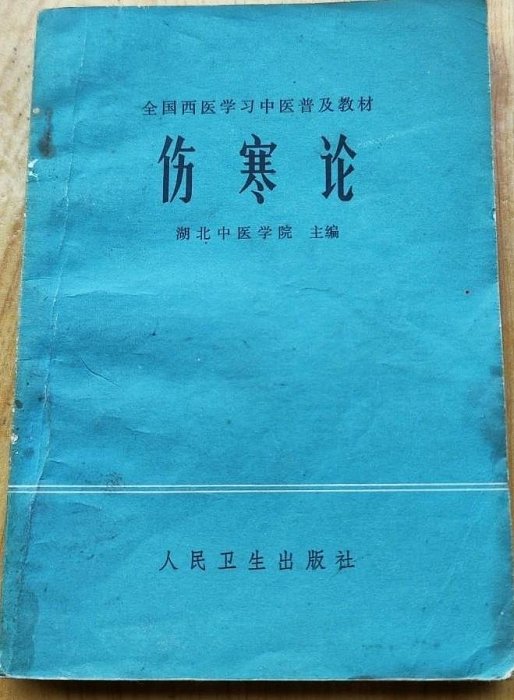 全国西医学习中医普及教材
伤寒论
湖北中医学院 主编
人民卫生出版社